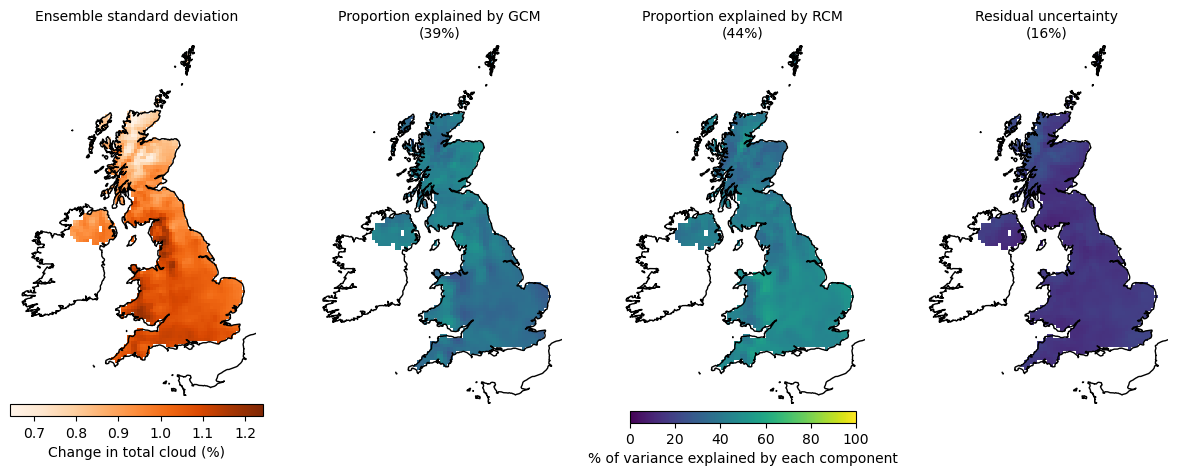 Ensemble standard deviation
Proportion explained by GCM
(39%)
Proportion explained by RCM
(44%)
Residual uncertainty
(16%)
0.7 0.8 0.9 1.0 1.1 1.2
Change in total cloud (%)
0 20 40 60 80 100
% of variance explained by each component